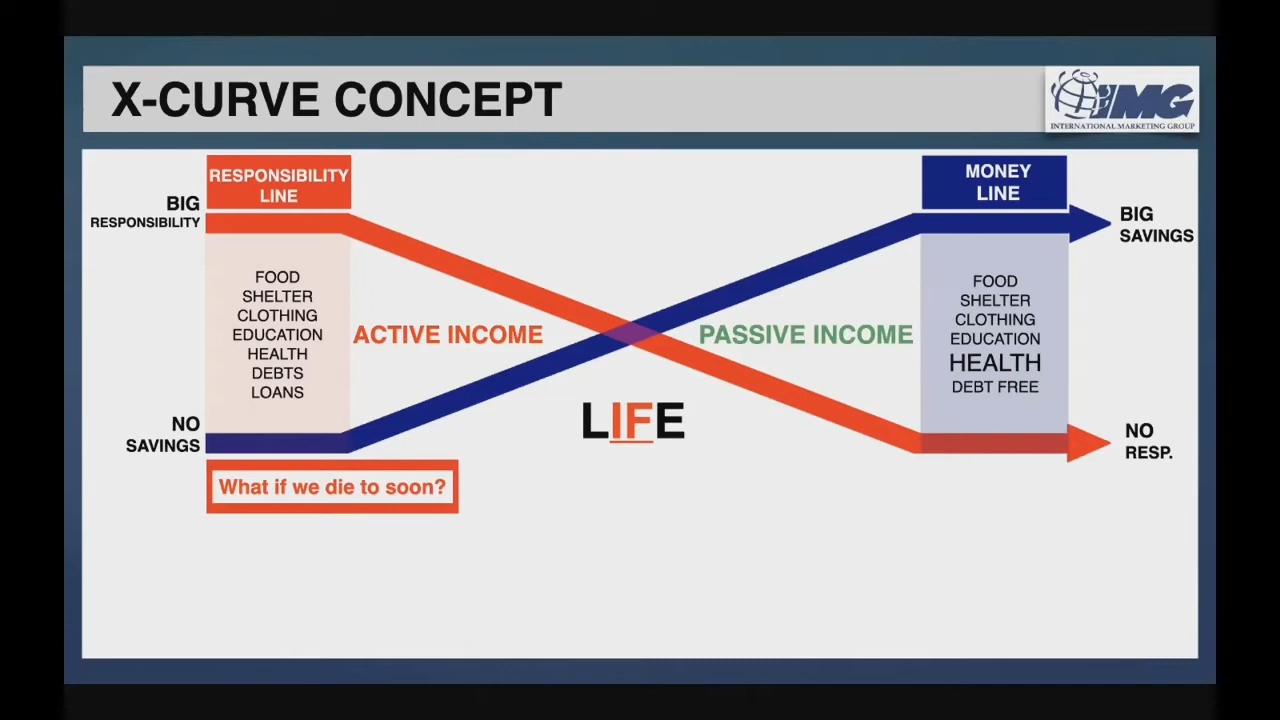 X-CURVE CONCEPT
IMG
INTERNATIONAL MARKETING GROUP
RESPONSIBILITY
LINE
MONEY
LINE
BIG
RESPONSIBILITY
BIG
SAVINGS
FOOD
SHELTER
CLOTHING
EDUCATION
HEALTH
DEBTS
LOANS
ACTIVE INCOME
PASSIVE INCOME
FOOD
SHELTER
CLOTHING
EDUCATION
HEALTH
DEBT FREE
LIFE
NO
SAVINGS
NO
RESP.
What if we die to soon?